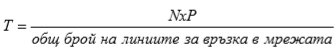 T = NxP
общ брой на линиите за връзка в мрежата